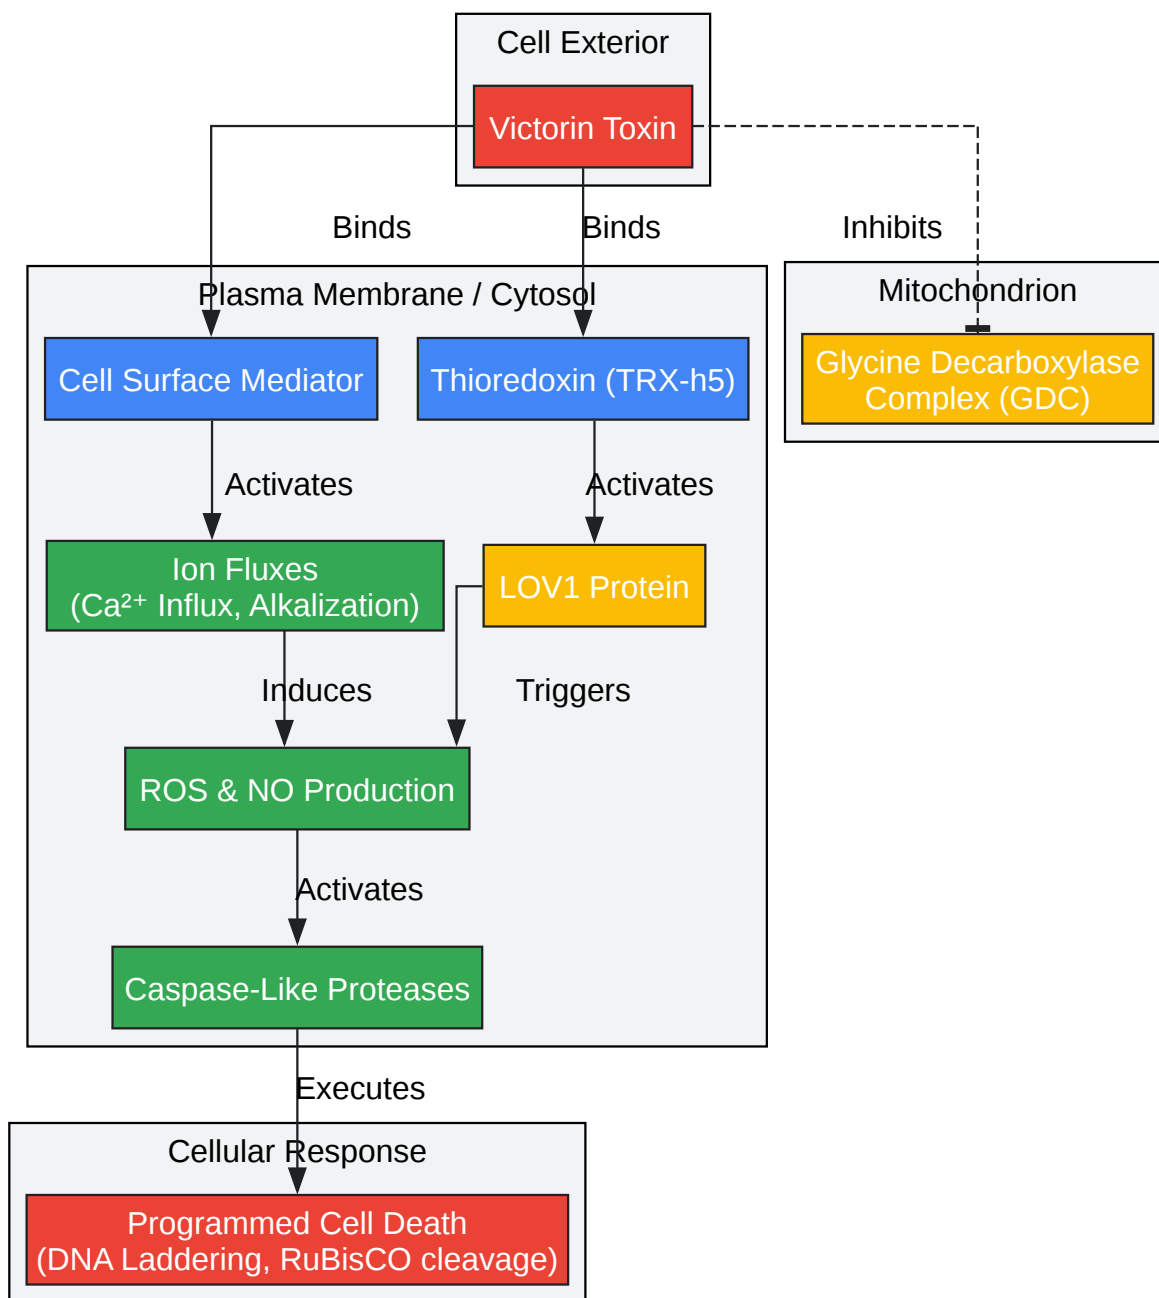 Cell Exterior
Victorin Toxin
Binds
Binds
Inhibits
Plasma Membrane / Cytosol
Mitochondrion
Cell Surface Mediator
Thioredoxin (TRX-h5)
Glycine Decarboxylase
Complex (GDC)
Activates
Activates
Ion Fluxes
(Ca²⁺ Influx, Alkalization)
LOV1 Protein
Induces
Triggers
ROS & NO Production
Activates
Caspase-Like Proteases
Executes
Cellular Response
Programmed Cell Death
(DNA Laddering, RuBisCO cleavage)